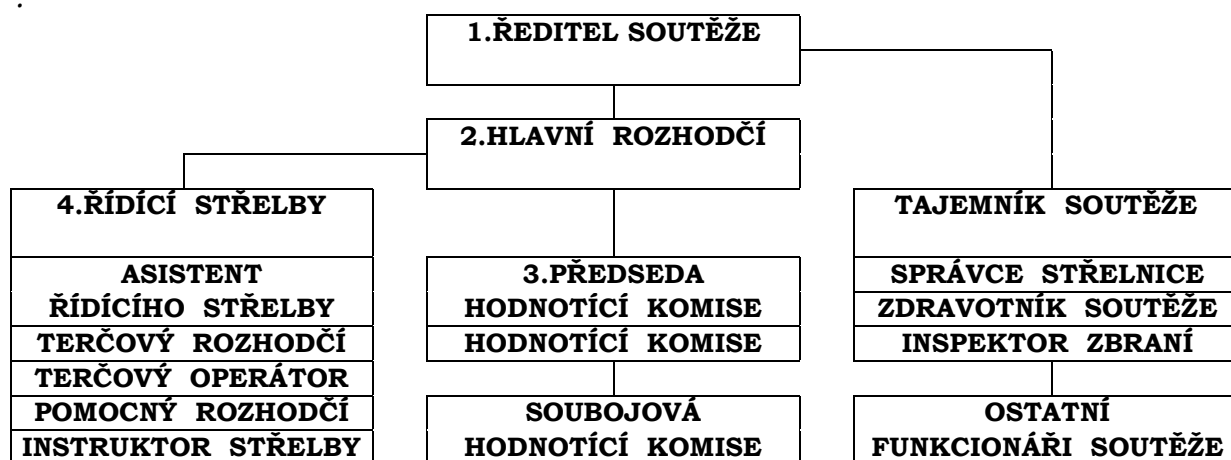 .
1.ŘEDITEL SOUTĚŽE
2.HLAVNÍ ROZHODČÍ
4.ŘÍDÍCÍ STŘELBY
ASISTENT
ŘÍDÍCÍHO STŘELBY
TERČOVÝ ROZHODČÍ
TERČOVÝ OPERÁTOR
POMOCNÝ ROZHODČÍ
INSTRUKTOR STŘELBY
3.PŘEDSEDA
HODNOTÍCÍ KOMISE
HODNOTÍCÍ KOMISE
SOUBOJOVÁ
HODNOTÍCÍ KOMISE
TAJEMNÍK SOUTĚŽE
SPRÁVCE STŘELNICE
ZDRAVOTNÍK SOUTĚŽE
INSPEKTOR ZBRANÍ
OSTATNÍ
FUNKCIONÁŘI SOUTĚŽE